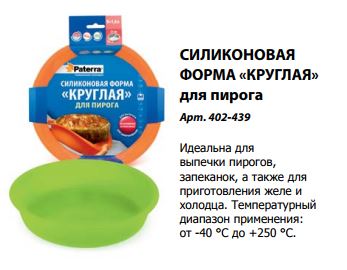 Paterra
СИЛИКОНОВАЯ ФОРМА
«КРУГЛАЯ»
ДЛЯ ПИРОГА
СИЛИКОНОВАЯ
ФОРМА «КРУГЛАЯ»
для пирога
Арт. 402-439
Идеальна для
выпечки пирогов,
запеканок, а также для
приготовления желе и
холодца. Температурный
диапазон применения:
от -40 °С до +250 °С.